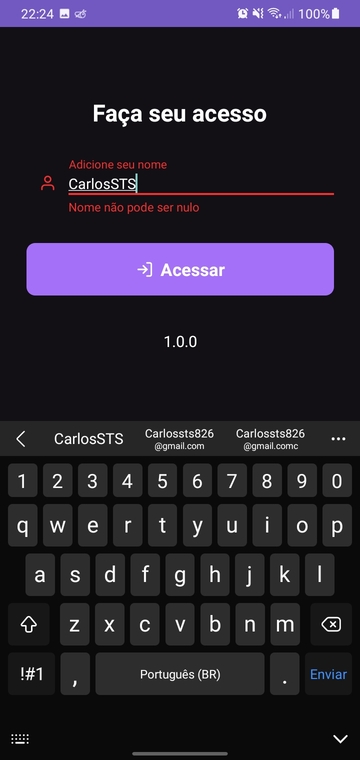 22:24
100%
Faça seu acesso
Adicione seu nome
CarlosSTS
Nome não pode ser nulo
Acessar
1.0.0
CarlosSTS Carlossts826 @gmail.com Carlossts826 @gmail.comc
1 2 3 4 5 6 7 8 9 0
q w e r t y u i o p
a s d f g h j k l
z x c v b n m
!#1 , Português (BR) . Enviar